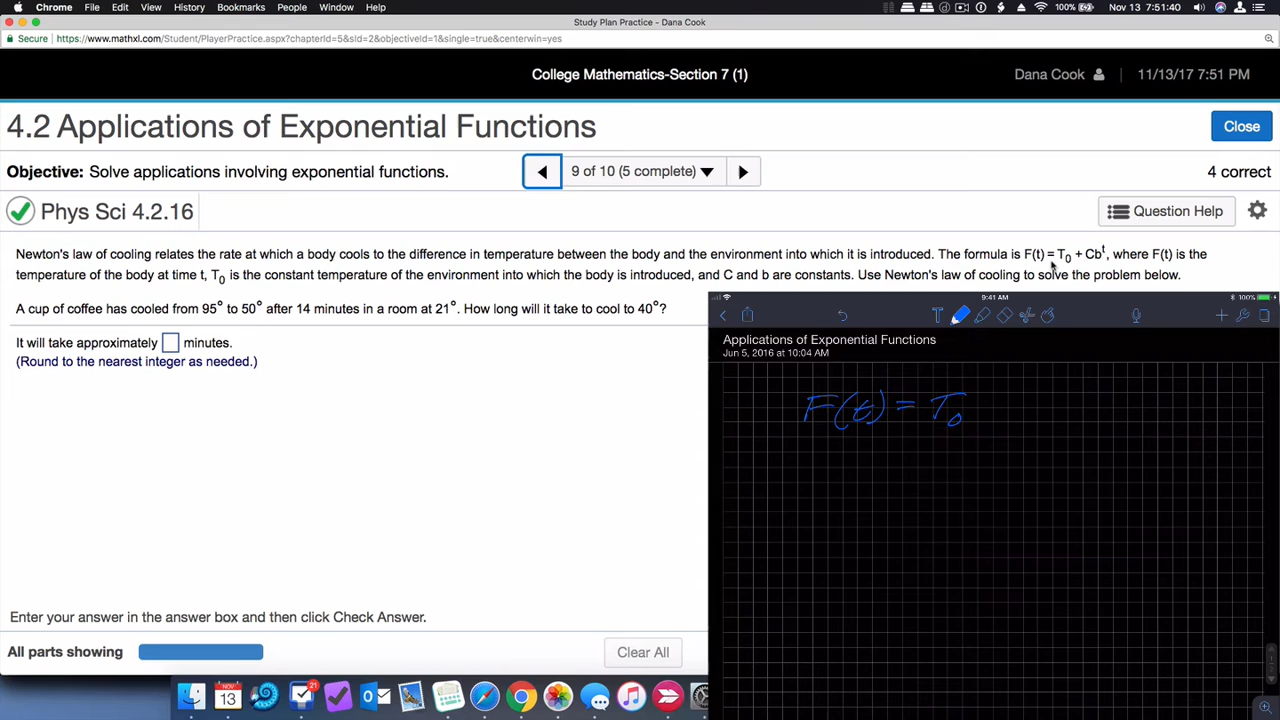 Chrome File Edit View History Bookmarks People Window Help 100% Nov 13 7:51:40
Study Plan Practice - Dana Cook
Secure https://www.mathxl.com/Student/PlayerPractice.aspx?chapterId=5&sId=2&objectiveId=1&single=true&centerwin=yes
College Mathematics-Section 7 (1) Dana Cook 11/13/17 7:51 PM
4.2 Applications of Exponential Functions Close
Objective: Solve applications involving exponential functions. 9 of 10 (5 complete) 4 correct
Phys Sci 4.2.16 Question Help
Newton's law of cooling relates the rate at which a body cools to the difference in temperature between the body and the environment into which it is introduced. The formula is F(t) = T₀ + Cbᵗ, where F(t) is the
temperature of the body at time t, T₀ is the constant temperature of the environment into which the body is introduced, and C and b are constants. Use Newton's law of cooling to solve the problem below.
A cup of coffee has cooled from 95° to 50° after 14 minutes in a room at 21°. How long will it take to cool to 40°?
It will take approximately minutes.
(Round to the nearest integer as needed.)
9:41 AM 100%
T
Applications of Exponential Functions
Jun 5, 2016 at 10:04 AM
F(t) = T₀
Enter your answer in the answer box and then click Check Answer.
All parts showing Clear All
21 NOV 13